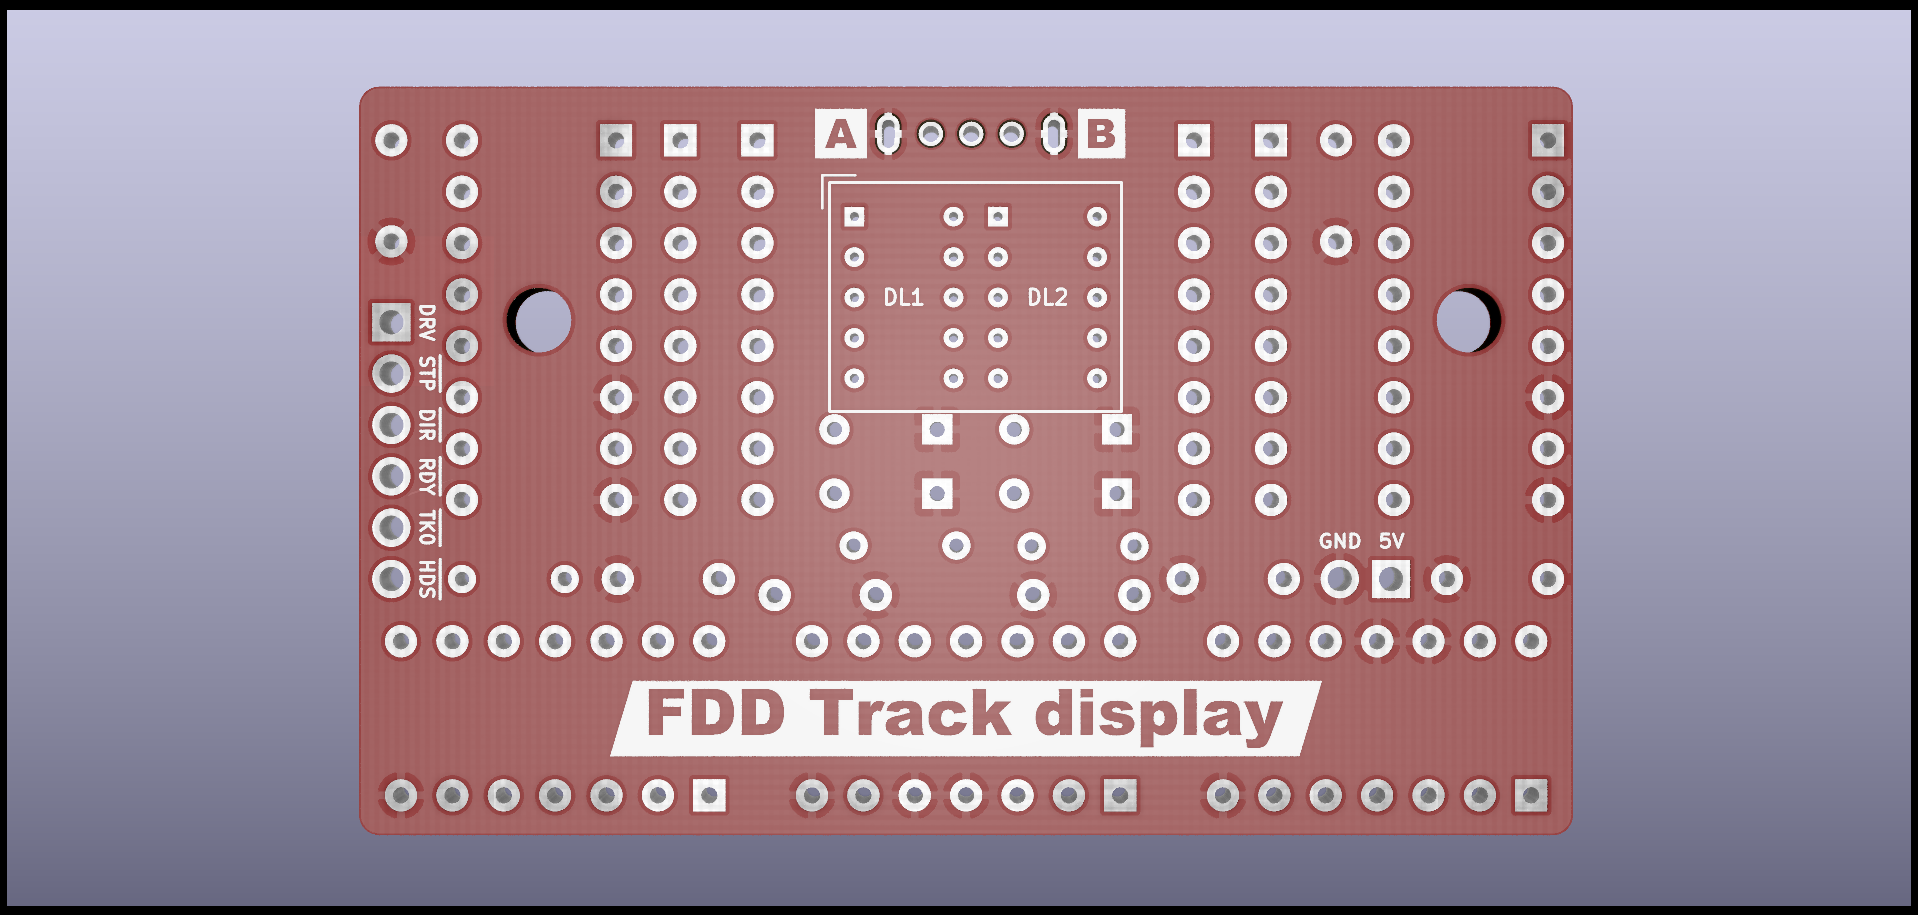 A B
DL1 DL2
DRV
STP
DIR
RDY
TK0
HDS
GND 5V
FDD Track display